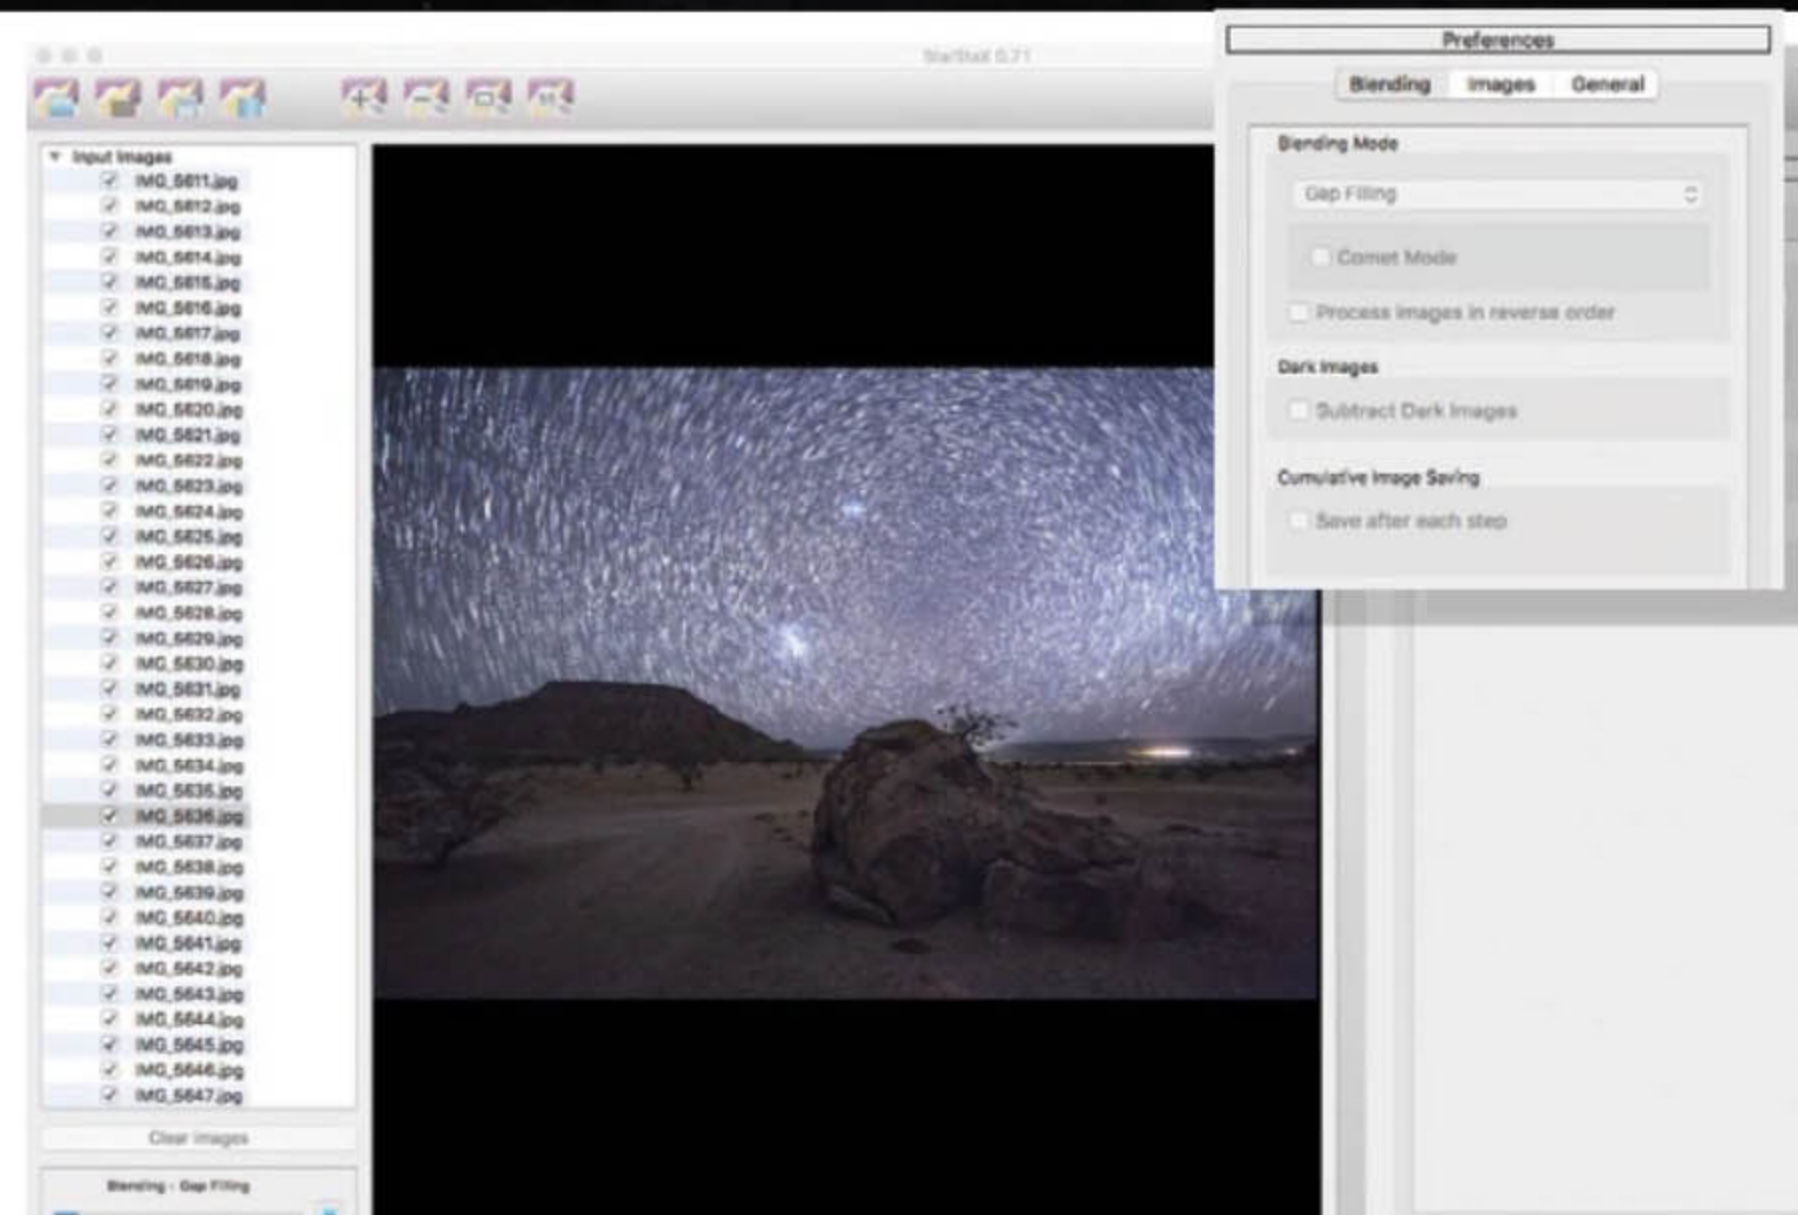 StarStaX 0.71
Input Images
IMG_5611.jpg
IMG_5612.jpg
IMG_5613.jpg
IMG_5614.jpg
IMG_5615.jpg
IMG_5616.jpg
IMG_5617.jpg
IMG_5618.jpg
IMG_5619.jpg
IMG_5620.jpg
IMG_5621.jpg
IMG_5622.jpg
IMG_5623.jpg
IMG_5624.jpg
IMG_5625.jpg
IMG_5626.jpg
IMG_5627.jpg
IMG_5628.jpg
IMG_5629.jpg
IMG_5630.jpg
IMG_5631.jpg
IMG_5632.jpg
IMG_5633.jpg
IMG_5634.jpg
IMG_5635.jpg
IMG_5636.jpg
IMG_5637.jpg
IMG_5638.jpg
IMG_5639.jpg
IMG_5640.jpg
IMG_5641.jpg
IMG_5642.jpg
IMG_5643.jpg
IMG_5644.jpg
IMG_5645.jpg
IMG_5646.jpg
IMG_5647.jpg
Clear images
Blending - Gap Filling
Preferences
Blending Images General
Blending Mode
Gap Filling
Comet Mode
Process images in reverse order
Dark Images
Subtract Dark Images
Cumulative Image Saving
Save after each step